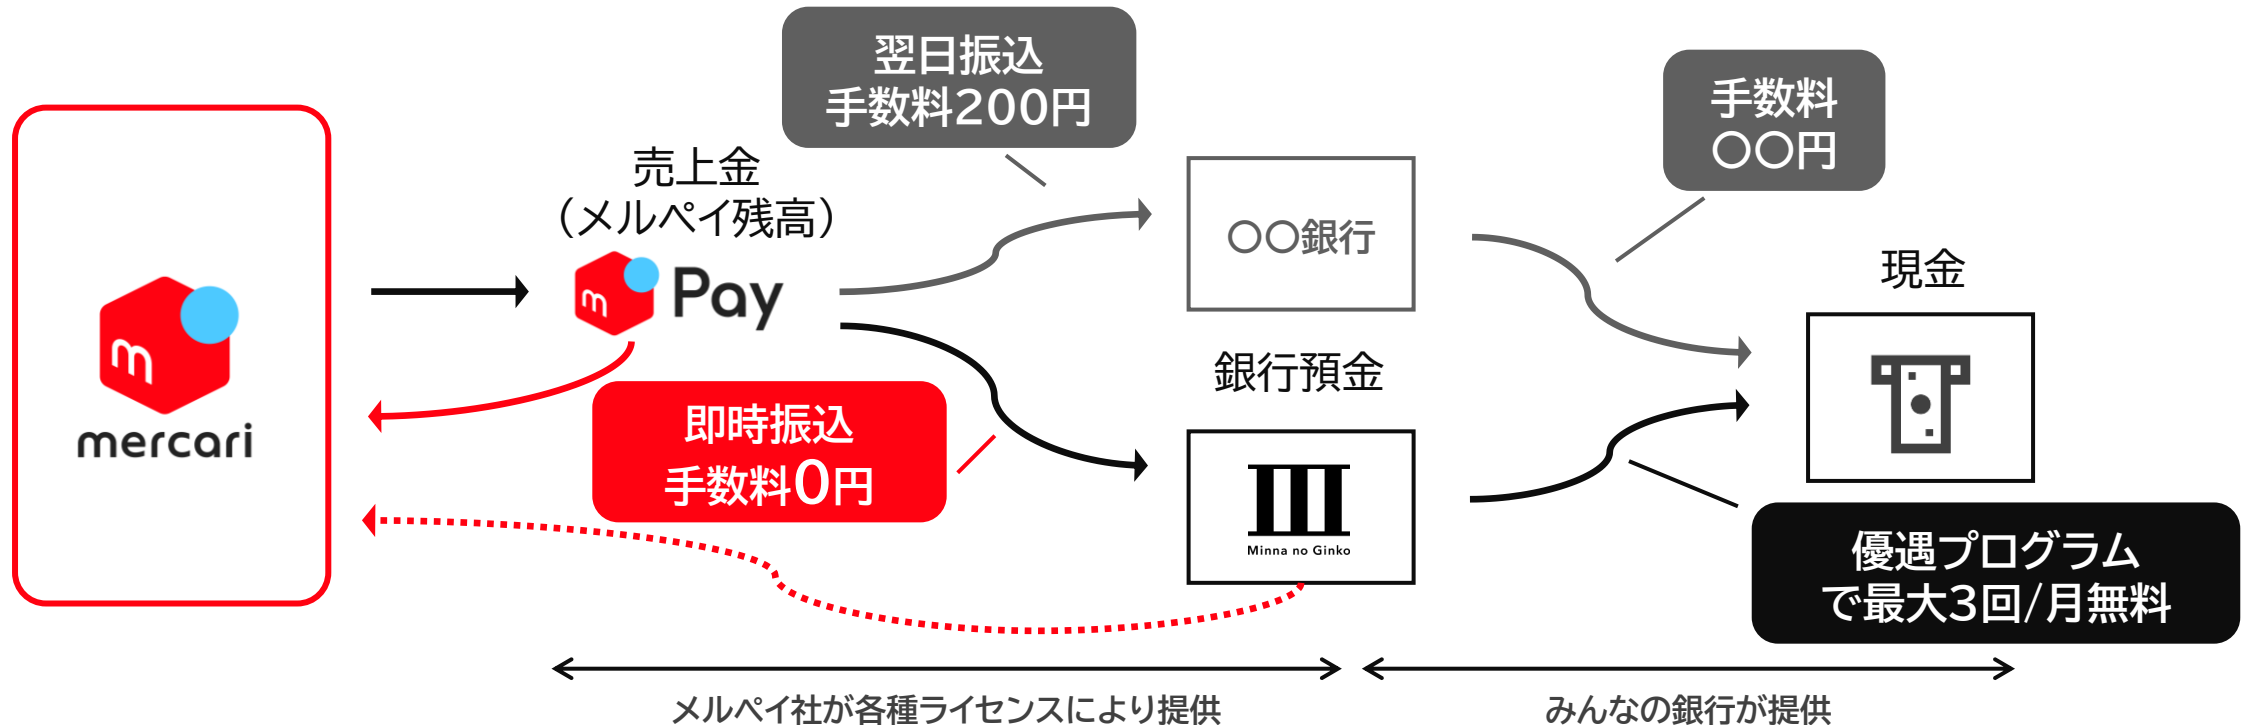 翌日振込
手数料200円
手数料
〇〇円
売上金
（メルペイ残高）
m Pay
〇〇銀行
現金
m
mercari
銀行預金
即時振込
手数料0円
Minna no Ginko
優遇プログラム
で最大3回/月無料
メルペイ社が各種ライセンスにより提供
みんなの銀行が提供